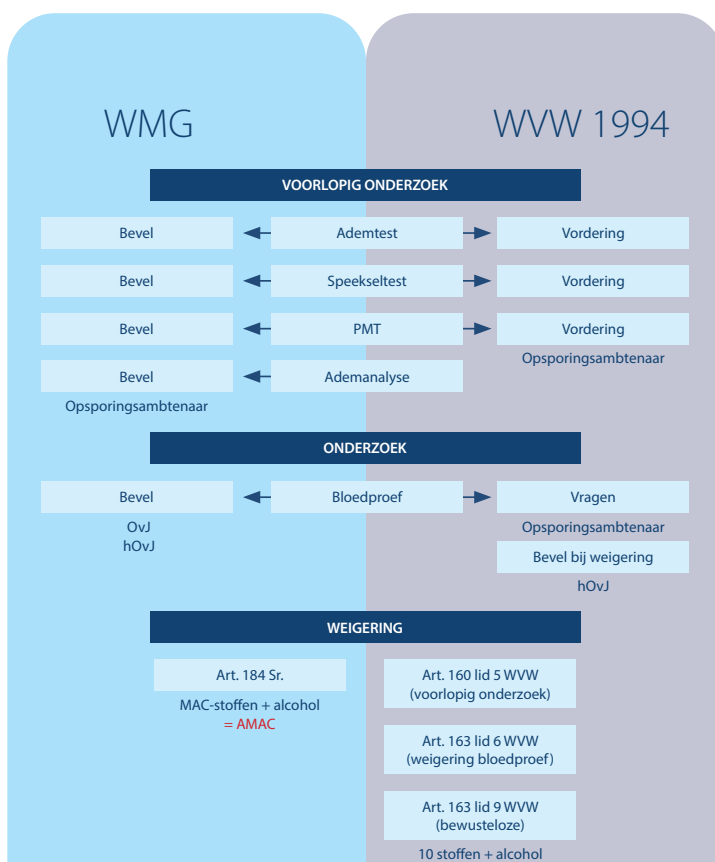 WMG WVW 1994
VOORLOPIG ONDERZOEK
Bevel Ademtest Vordering
Bevel Speekseltest Vordering
Bevel PMT Vordering
Opsporingsambtenaar
Bevel Ademanalyse
Opsporingsambtenaar
ONDERZOEK
Bevel Bloedproef Vragen
OvJ Opsporingsambtenaar
hOvJ
Bevel bij weigering
hOvJ
WEIGERING
Art. 184 Sr.
MAC-stoffen + alcohol
= AMAC
Art. 160 lid 5 WVW
(voorlopig onderzoek)
Art. 163 lid 6 WVW
(weigering bloedproef)
Art. 163 lid 9 WVW
(bewusteloze)
10 stoffen + alcohol